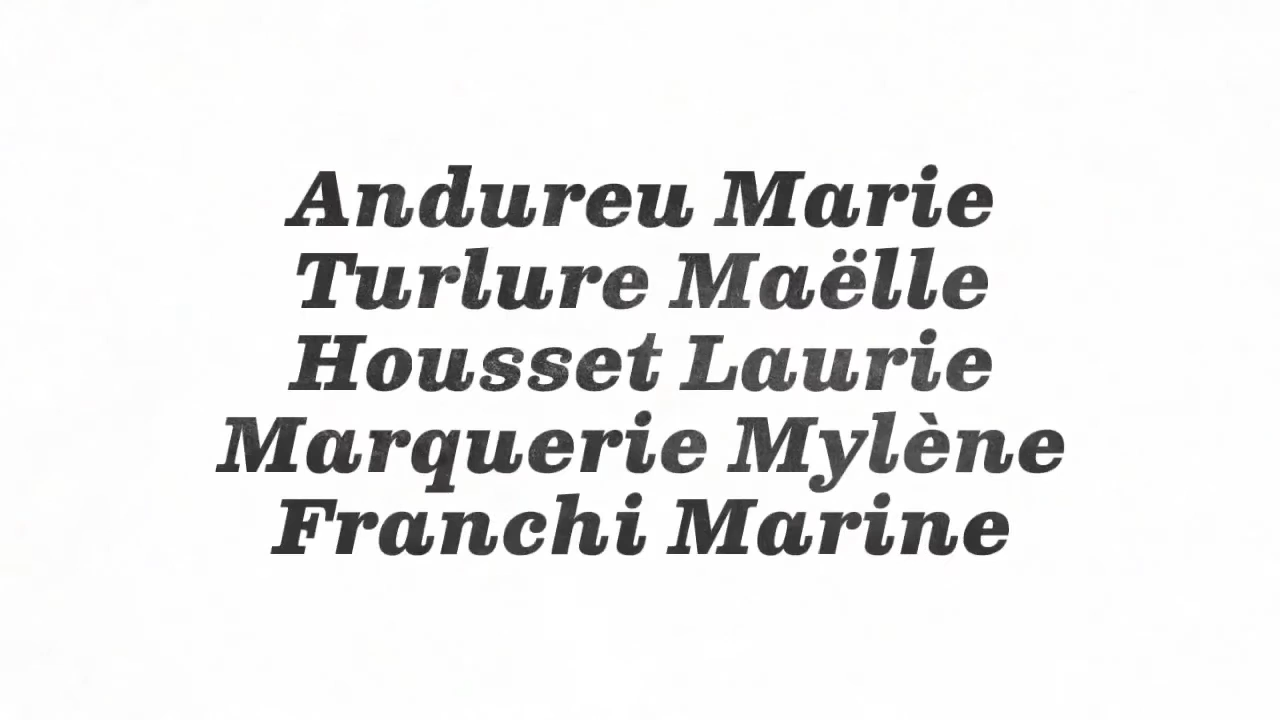 Andureu Marie
Turlure Maëlle
Housset Laurie
Marquerie Mylène
Franchi Marine